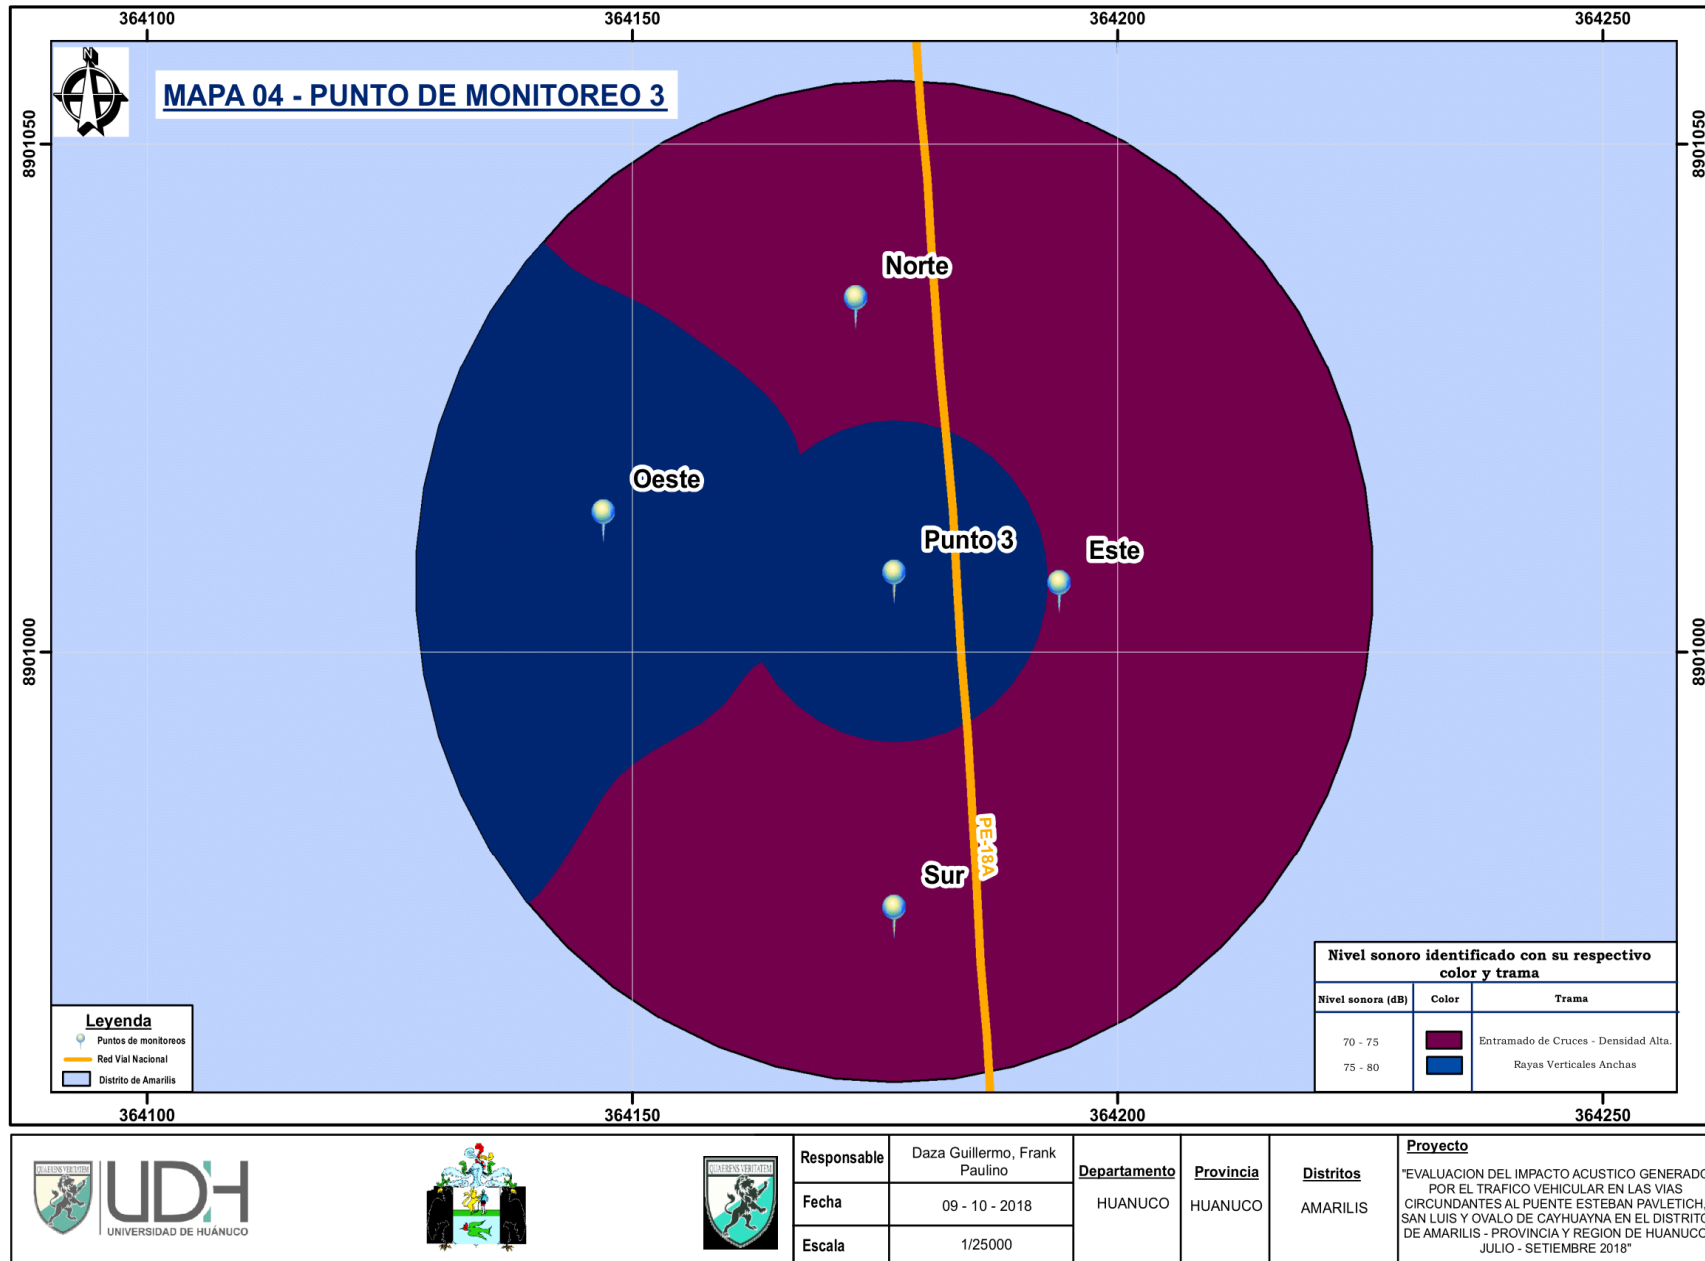 364100 364150 364200 364250
N
MAPA 04 - PUNTO DE MONITOREO 3
8901050
8901050
Norte
Oeste
Punto 3
Este
8901000
8901000
PE-18A
Sur
Leyenda
Puntos de monitoreos
Red Vial Nacional
Distrito de Amarilis
Nivel sonoro identificado con su respectivo
color y trama
Nivel sonora (dB) Color Trama
70 - 75 Entramado de Cruces - Densidad Alta.
75 - 80 Rayas Verticales Anchas
364100 364150 364200 364250
QUAERENS VERITATEM
UDH
UNIVERSIDAD DE HUÁNUCO
QUAERENS VERITATEM
Responsable Daza Guillermo, Frank
Paulino
Fecha 09 - 10 - 2018
Escala 1/25000
Departamento
HUANUCO
Provincia
HUANUCO
Distritos
AMARILIS
Proyecto
"EVALUACION DEL IMPACTO ACUSTICO GENERADO
POR EL TRAFICO VEHICULAR EN LAS VIAS
CIRCUNDANTES AL PUENTE ESTEBAN PAVLETICH,
SAN LUIS Y OVALO DE CAYHUAYNA EN EL DISTRITO
DE AMARILIS - PROVINCIA Y REGION DE HUANUCO
JULIO - SETIEMBRE 2018"